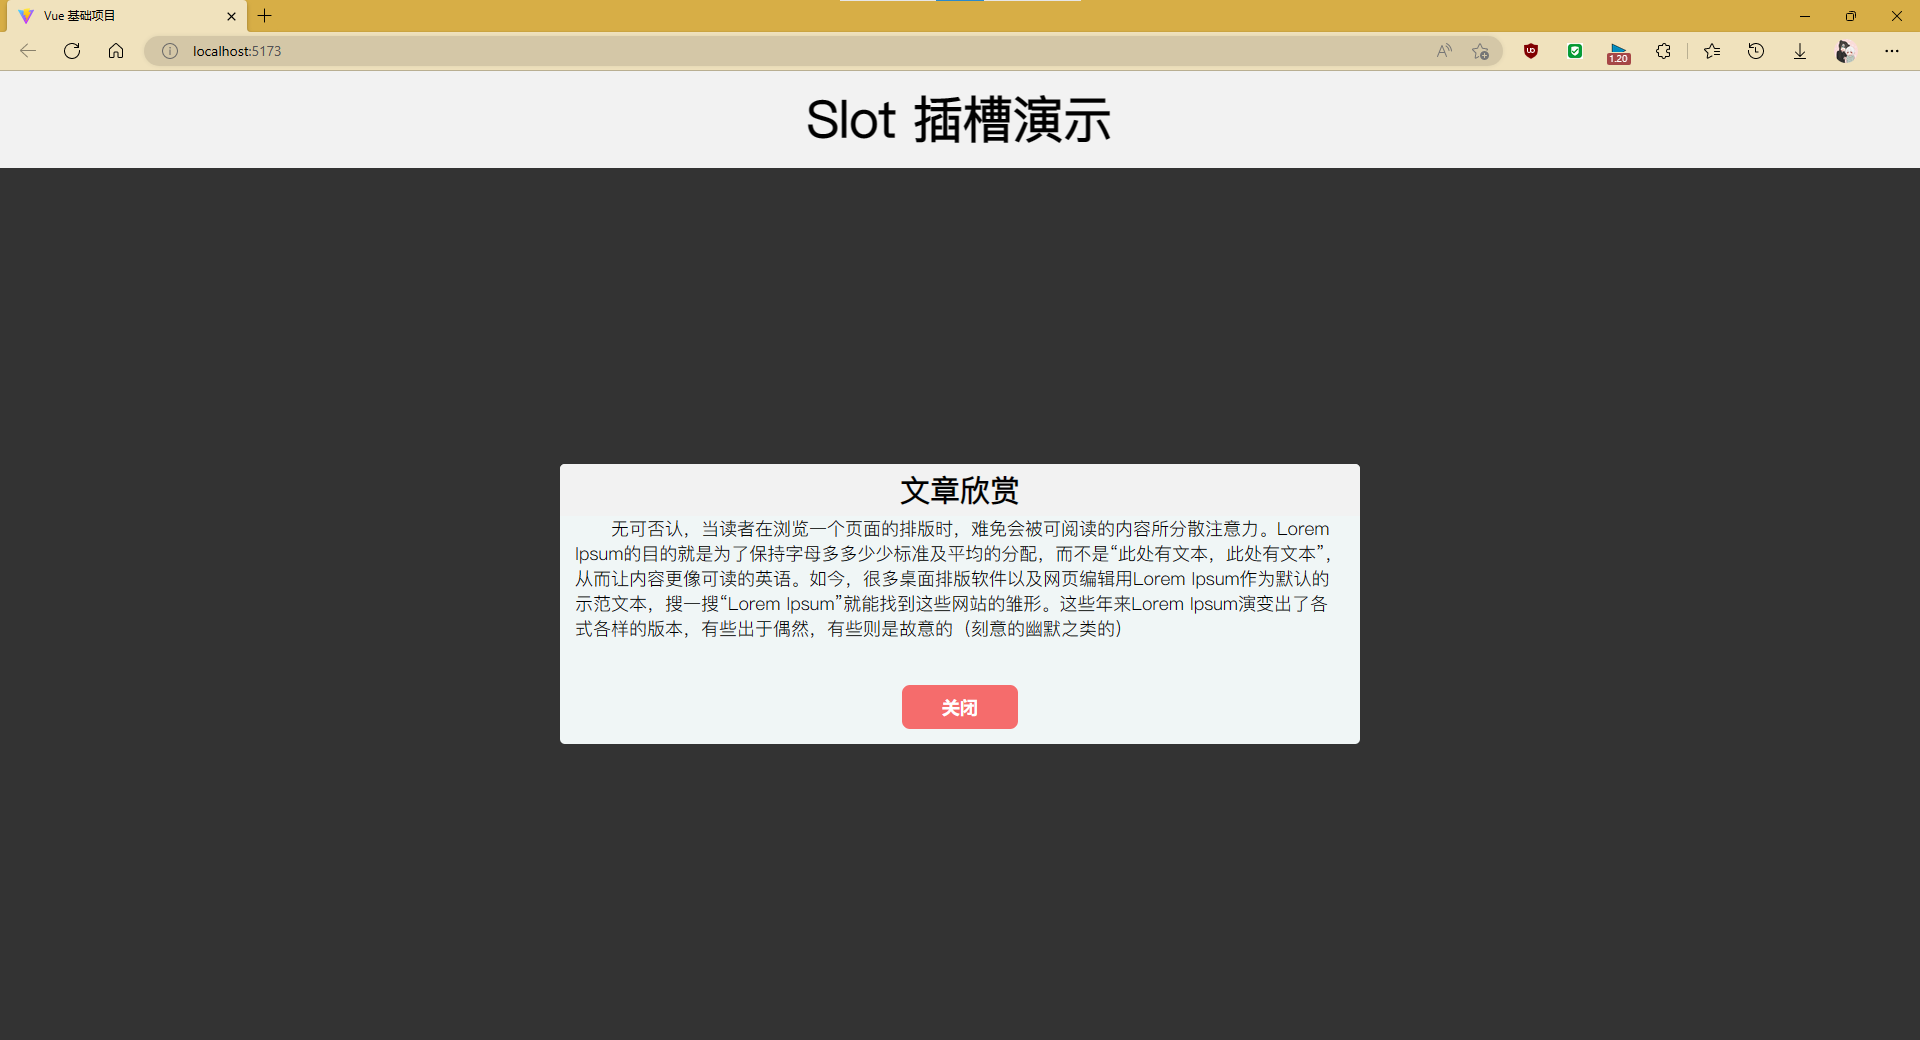 Vue 基础项目
localhost:5173
1.20
Slot 插槽演示
文章欣赏
无可否认，当读者在浏览一个页面的排版时，难免会被可阅读的内容所分散注意力。Lorem
Ipsum的目的就是为了保持字母多多少少标准及平均的分配，而不是“此处有文本，此处有文本”，
从而让内容更像可读的英语。如今，很多桌面排版软件以及网页编辑用Lorem Ipsum作为默认的
示范文本，搜一搜“Lorem Ipsum”就能找到这些网站的雏形。这些年来Lorem Ipsum演变出了各
式各样的版本，有些出于偶然，有些则是故意的（刻意的幽默之类的）
关闭